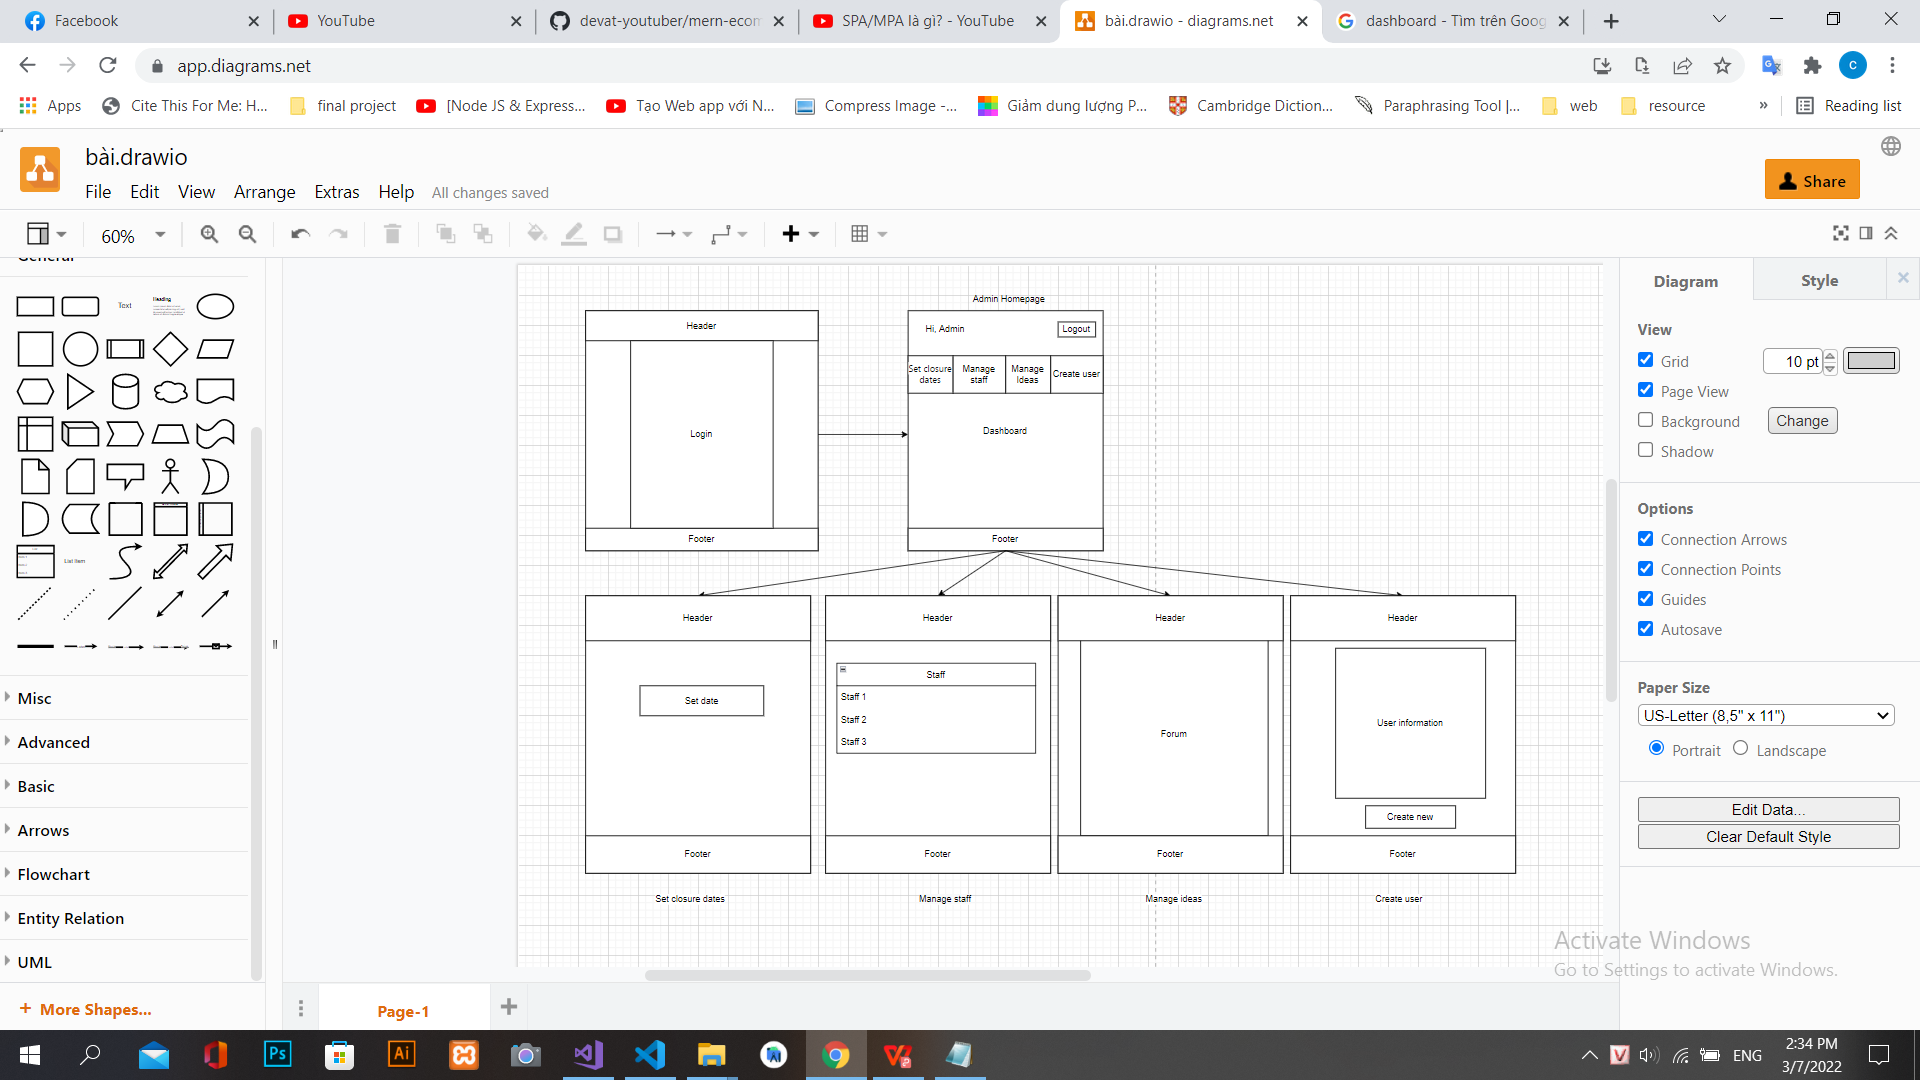 Facebook
YouTube
devat-youtuber/mern-ecom
SPA/MPA là gì? - YouTube
bài.drawio - diagrams.net
dashboard - Tìm trên Goog
app.diagrams.net
c
Apps
Cite This For Me: H...
final project
[Node JS & Express...
Tạo Web app với N...
Compress Image -...
Giảm dung lượng P...
Cambridge Diction...
Paraphrasing Tool |...
web
resource
»
Reading list
bài.drawio
File Edit View Arrange Extras Help All changes saved
Share
60%
General
Text
Heading
List Item
Misc
Advanced
Basic
Arrows
Flowchart
Entity Relation
UML
+ More Shapes...
Header
Login
Footer
Admin Homepage
Hi, Admin
Logout
Set closure dates
Manage staff
Manage Ideas
Create user
Dashboard
Footer
Header
Set date
Footer
Set closure dates
Header
Staff
Staff 1
Staff 2
Staff 3
Footer
Manage staff
Header
Forum
Footer
Manage ideas
Header
User information
Create new
Footer
Create user
Page-1
Diagram
Style
View
Grid
10 pt
Page View
Background
Change
Shadow
Options
Connection Arrows
Connection Points
Guides
Autosave
Paper Size
US-Letter (8,5" x 11")
Portrait
Landscape
Edit Data...
Clear Default Style
Activate Windows
Go to Settings to activate Windows.
Ps
Ai
V
ENG
2:34 PM
3/7/2022